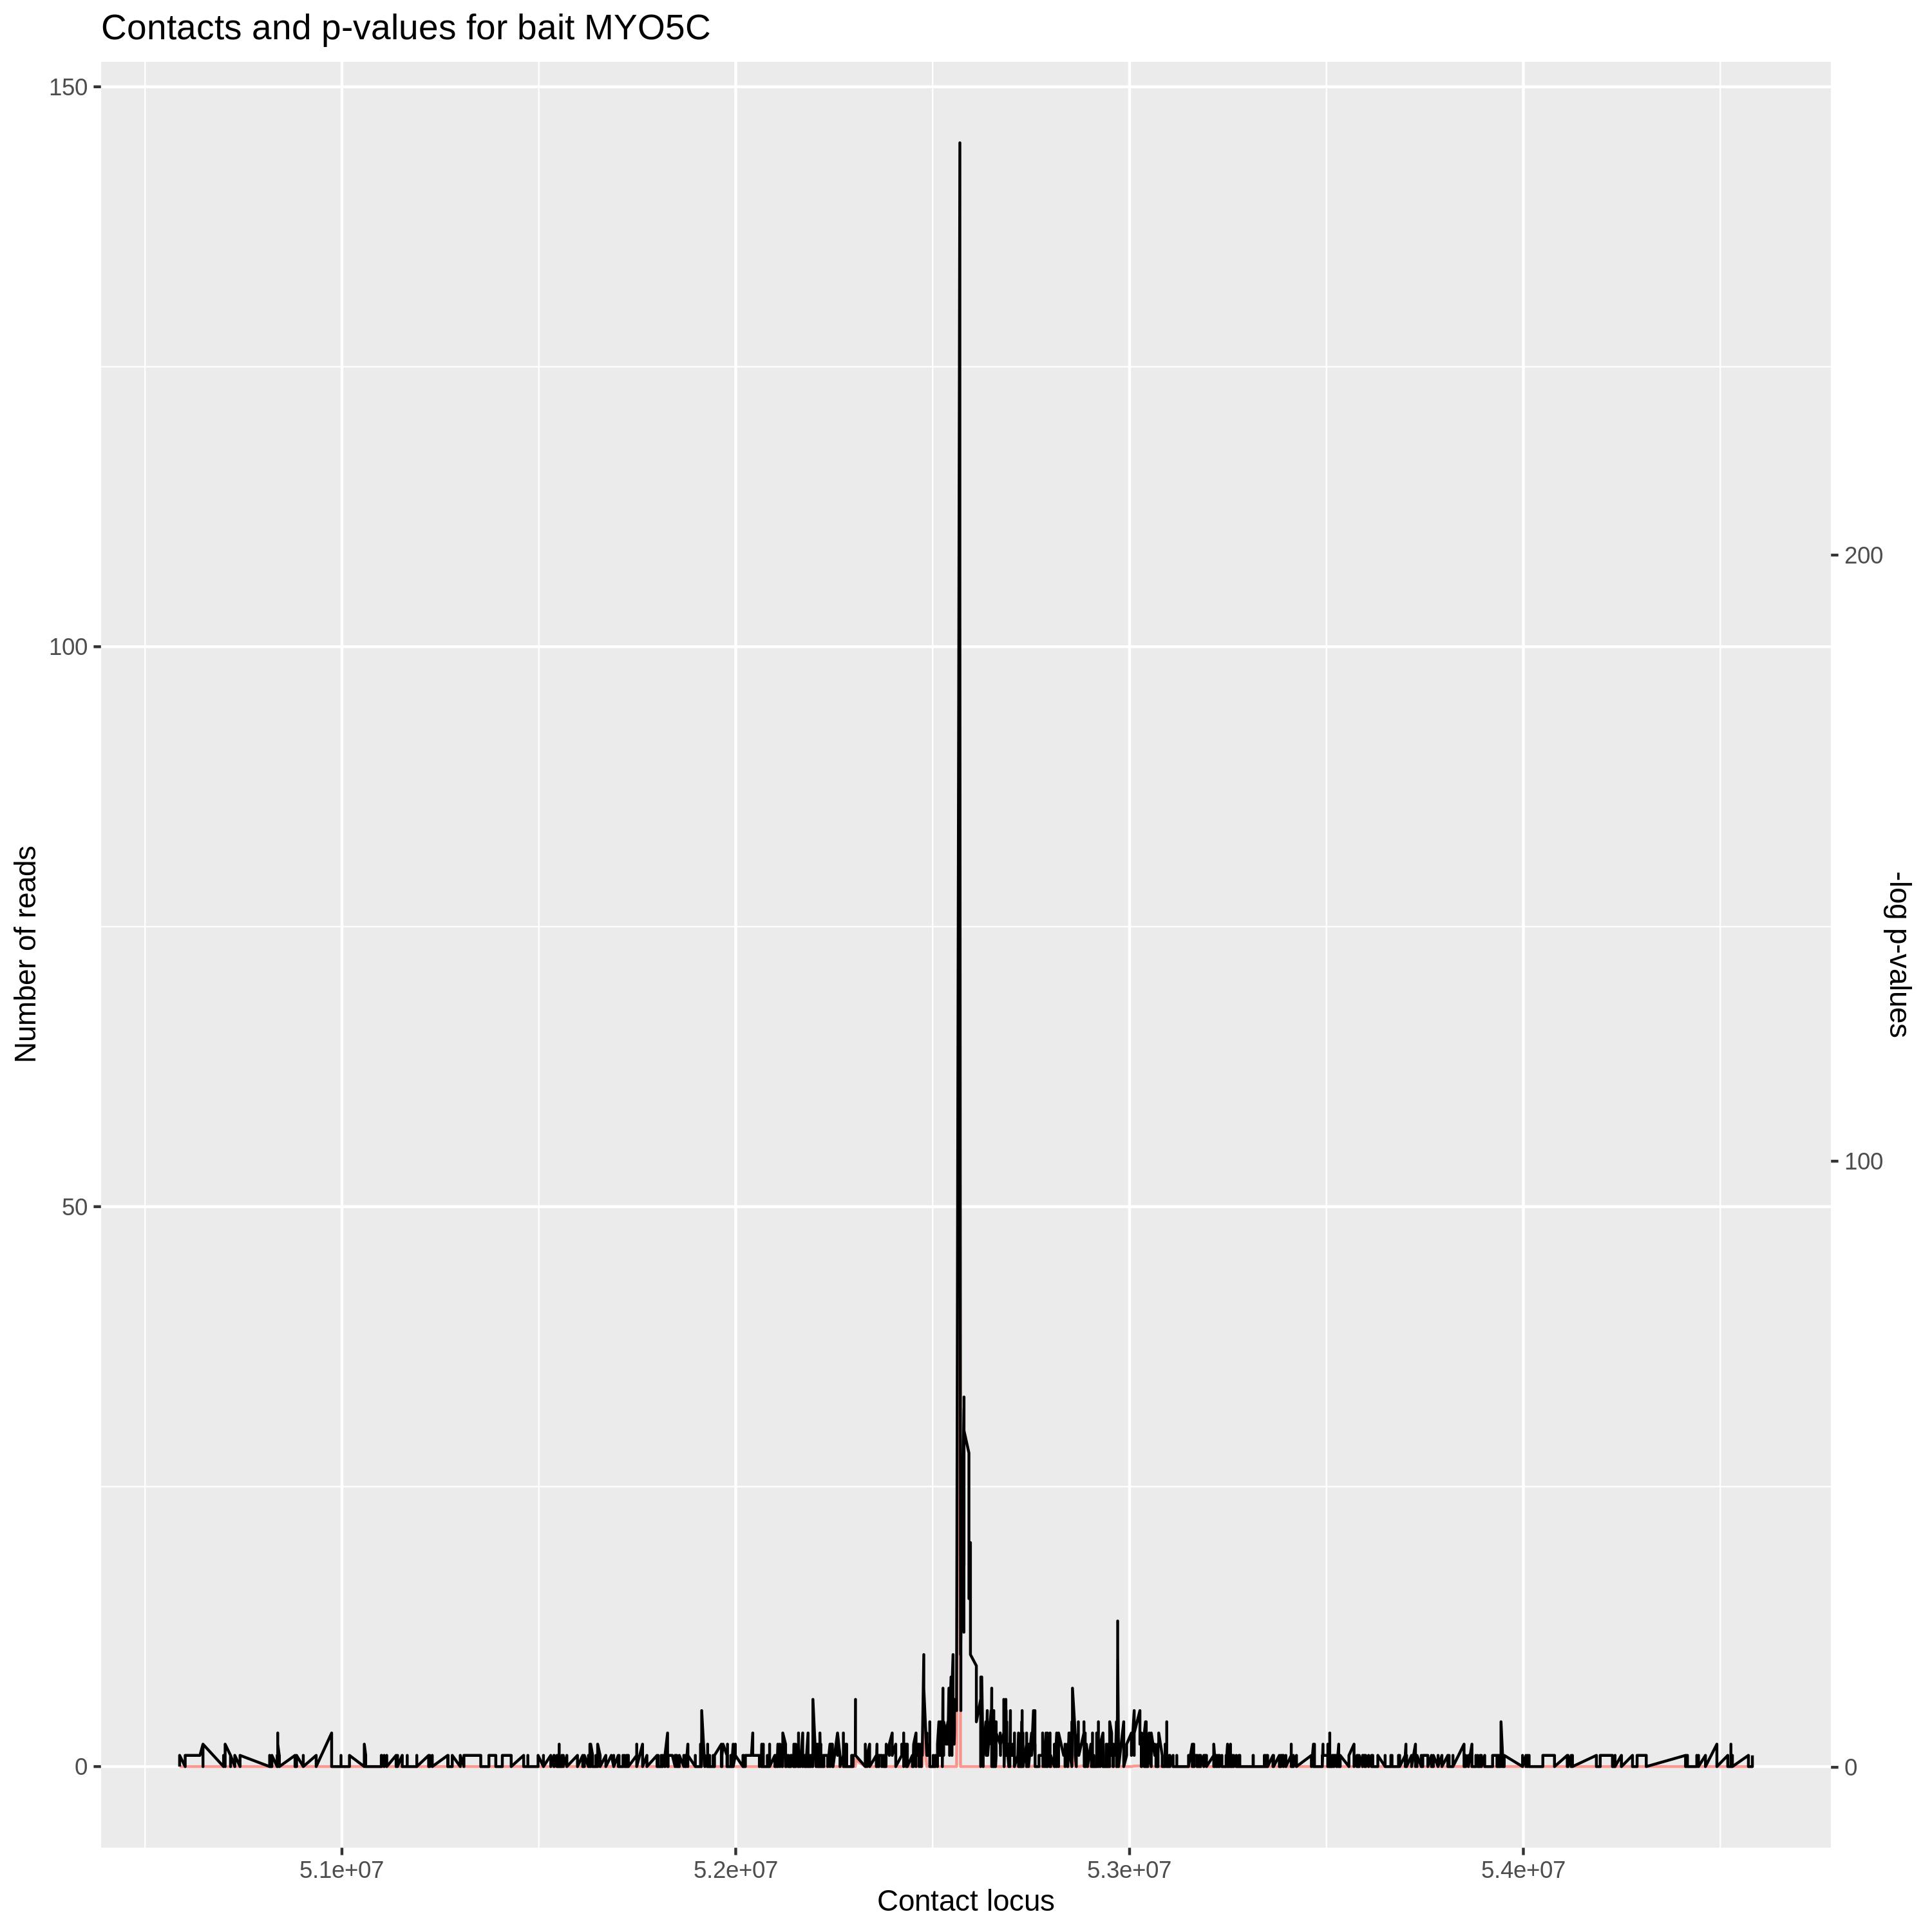 Contacts and p-values for bait MYO5C
150
100
50
0
Number of reads
200
100
0
-log p-values
5.1e+07
5.2e+07
5.3e+07
5.4e+07
Contact locus